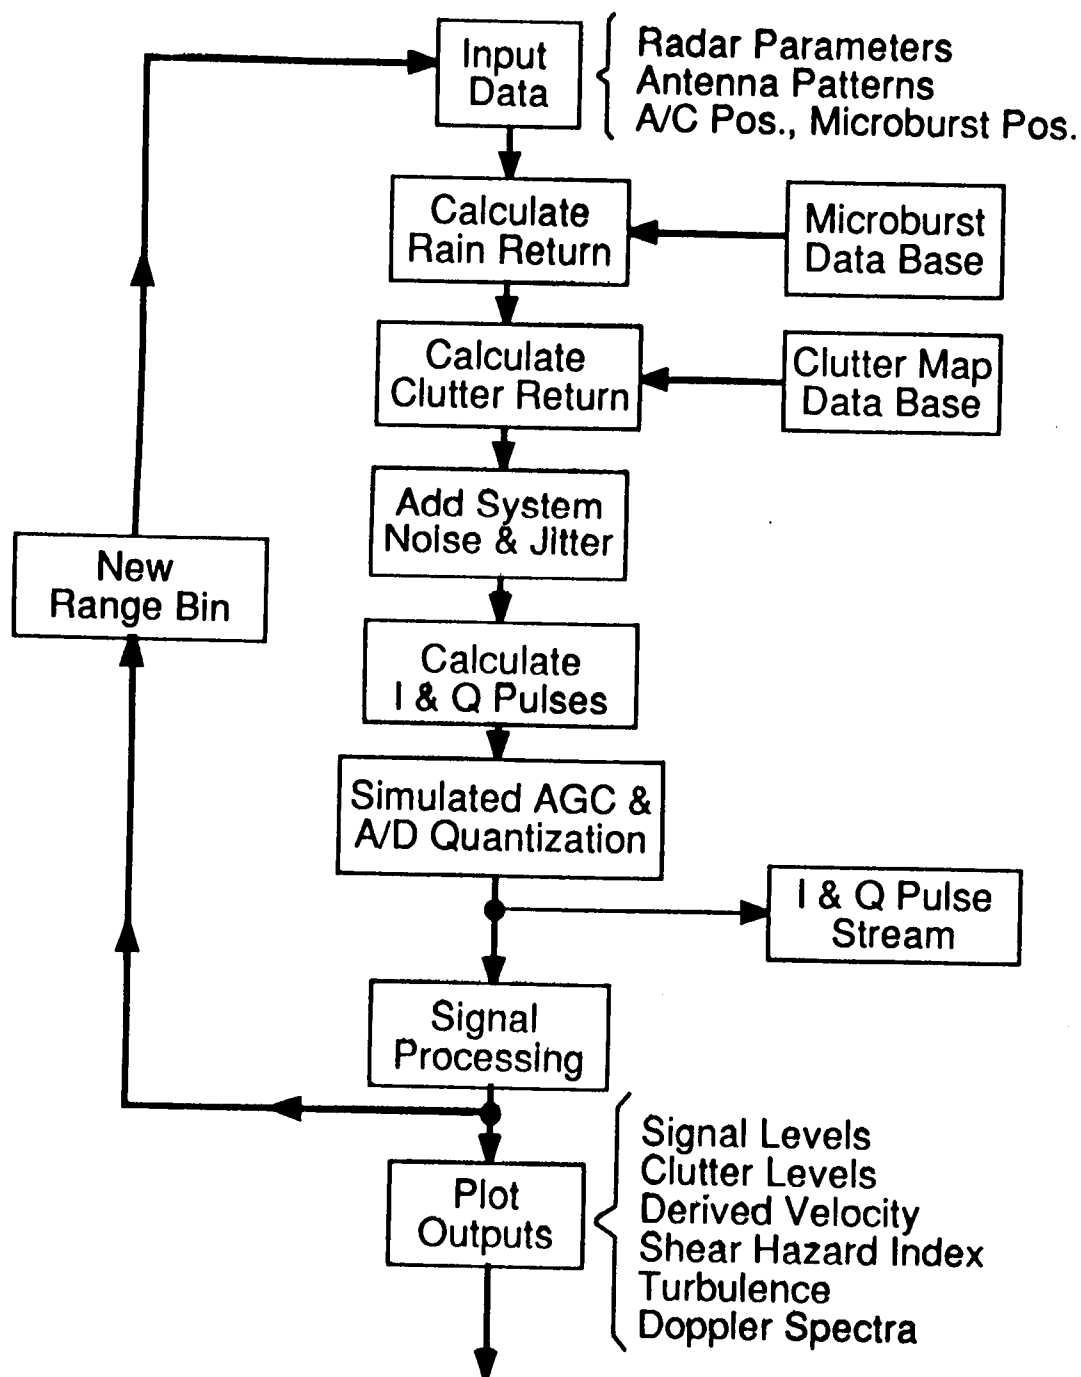 Input
Data
Radar Parameters
Antenna Patterns
A/C Pos., Microburst Pos.
Calculate
Rain Return
Microburst
Data Base
Calculate
Clutter Return
Clutter Map
Data Base
Add System
Noise & Jitter
New
Range Bin
Calculate
I & Q Pulses
Simulated AGC &
A/D Quantization
I & Q Pulse
Stream
Signal
Processing
Plot
Outputs
Signal Levels
Clutter Levels
Derived Velocity
Shear Hazard Index
Turbulence
Doppler Spectra